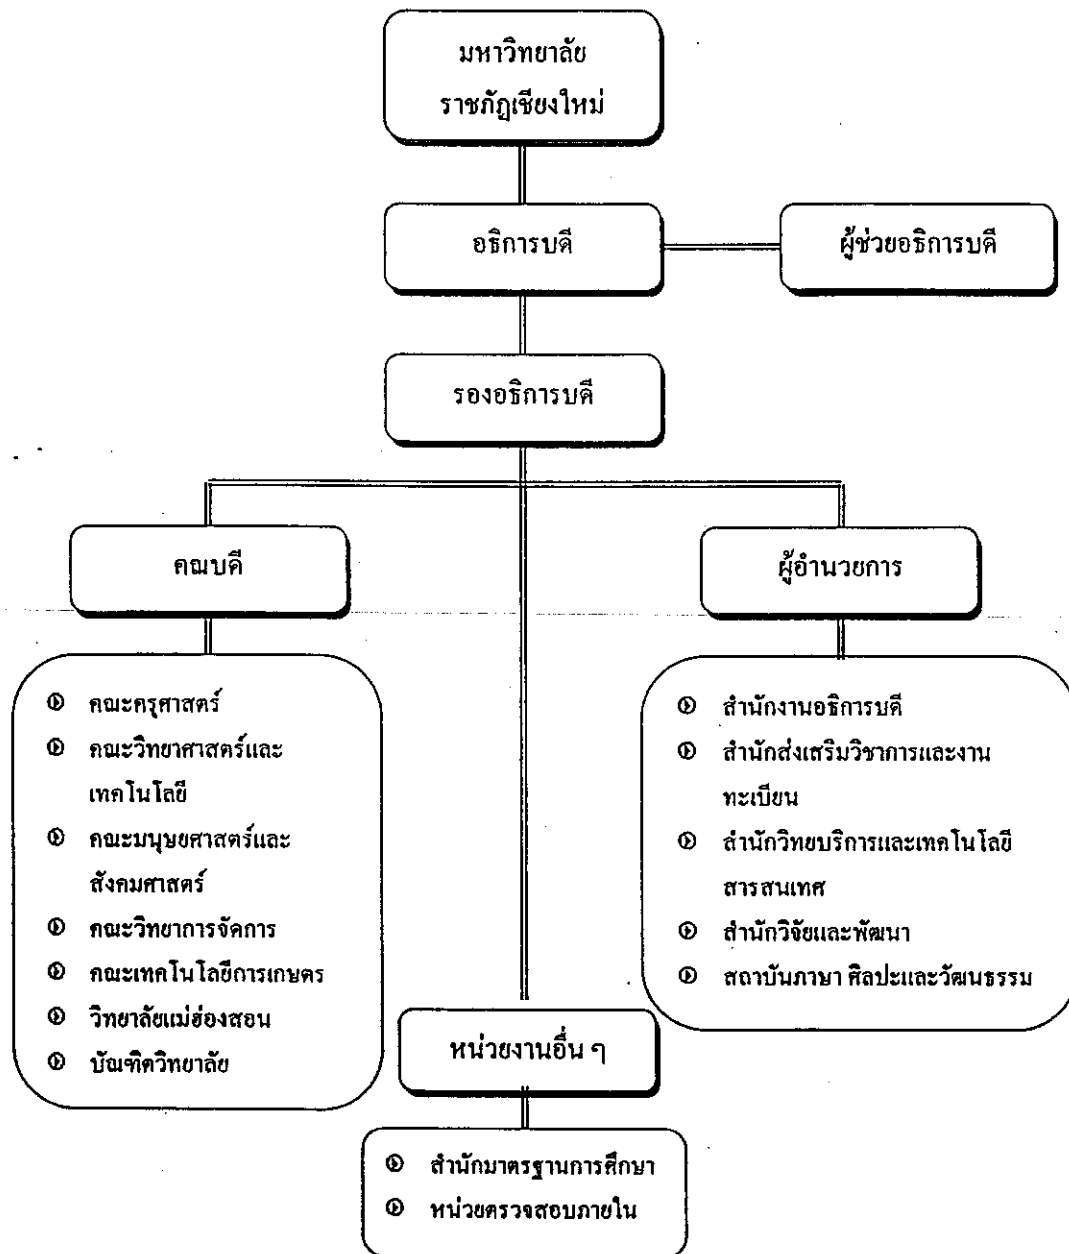 มหาวิทยาลัย
ราชภัฏเชียงใหม่
อธิการบดี
ผู้ช่วยอธิการบดี
รองอธิการบดี
คณบดี
ผู้อำนวยการ
คณะครุศาสตร์
คณะวิทยาศาสตร์และ
เทคโนโลยี
คณะมนุษยศาสตร์และ
สังคมศาสตร์
คณะวิทยาการจัดการ
คณะเทคโนโลยีการเกษตร
วิทยาลัยแม่ฮ่องสอน
บัณฑิตวิทยาลัย
สำนักงานอธิการบดี
สำนักส่งเสริมวิชาการและงาน
ทะเบียน
สำนักวิทยบริการและเทคโนโลยี
สารสนเทศ
สำนักวิจัยและพัฒนา
สถาบันภาษา ศิลปะและวัฒนธรรม
หน่วยงานอื่น ๆ
สำนักมาตรฐานการศึกษา
หน่วยตรวจสอบภายใน